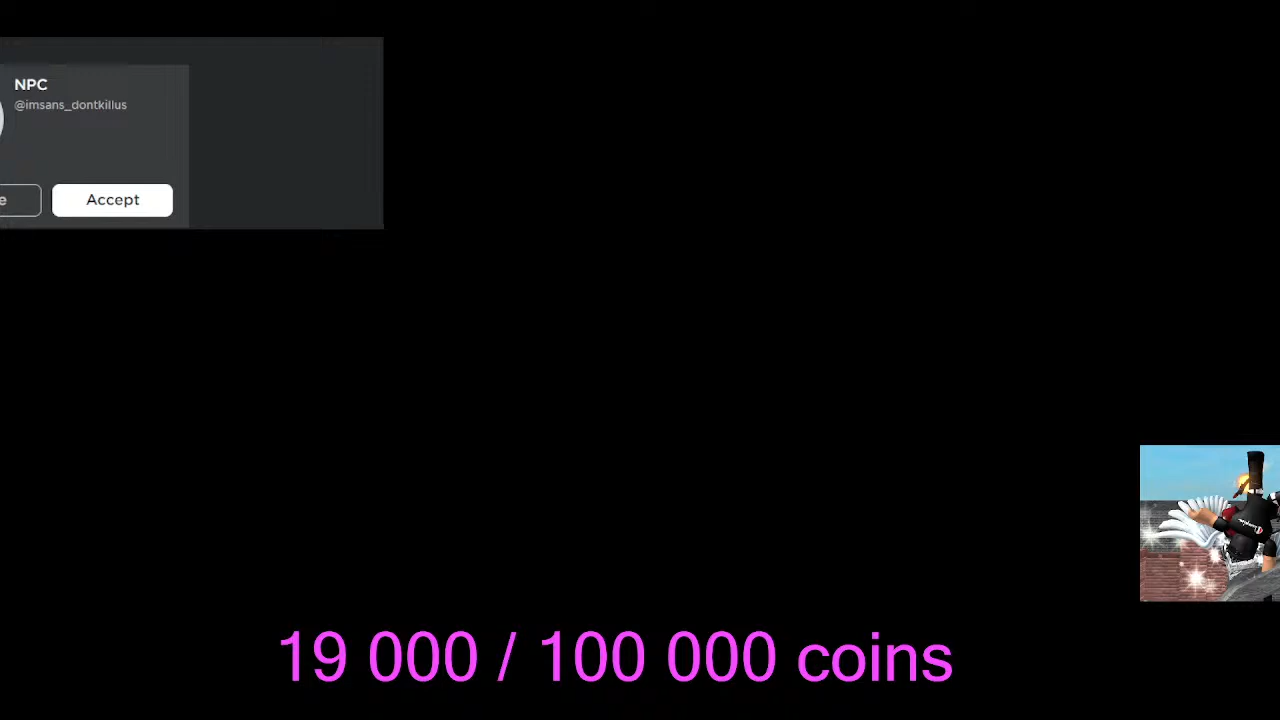 NPC
@imsans_dontkillus
e
Accept
19 000 / 100 000 coins